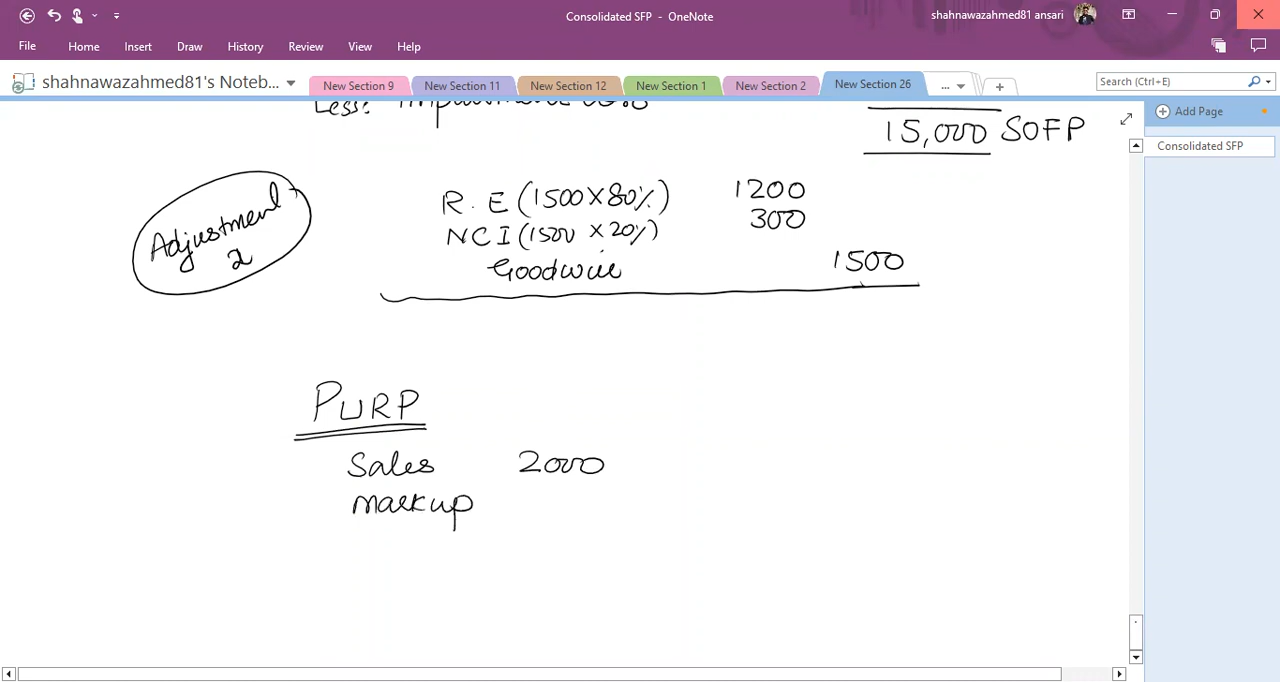 Consolidated SFP - OneNote
shahnawazahmed81 ansari
File Home Insert Draw History Review View Help
shahnawazahmed81's Noteb...
New Section 9 New Section 11 New Section 12 New Section 1 New Section 2 New Section 26 ...
Search (Ctrl+E)
Add Page
Consolidated SFP
Less: Impairment loss
15,000 SOFP
Adjustment
2
R.E (1500 X 80%) 1200
NCI (1500 X 20%) 300
Goodwill 1500
PURP
Sales 2000
markup